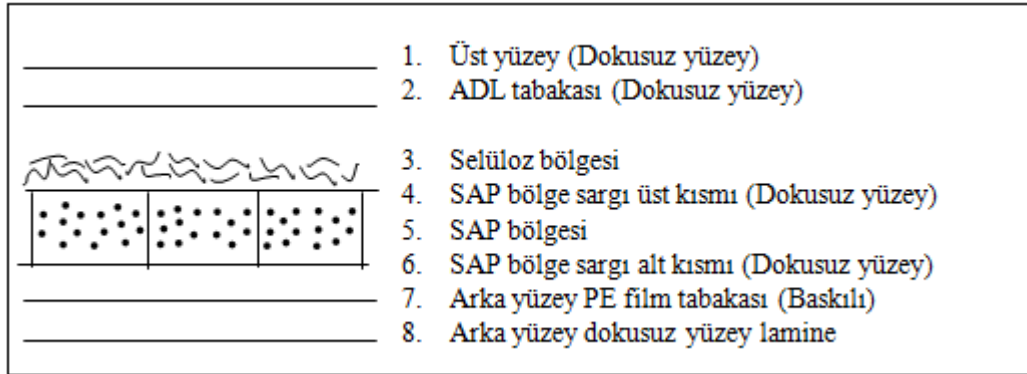 1. Üst yüzey (Dokusuz yüzey)
2. ADL tabakası (Dokusuz yüzey)
3. Selüloz bölgesi
4. SAP bölge sargı üst kısmı (Dokusuz yüzey)
5. SAP bölgesi
6. SAP bölge sargı alt kısmı (Dokusuz yüzey)
7. Arka yüzey PE film tabakası (Baskılı)
8. Arka yüzey dokusuz yüzey lamine